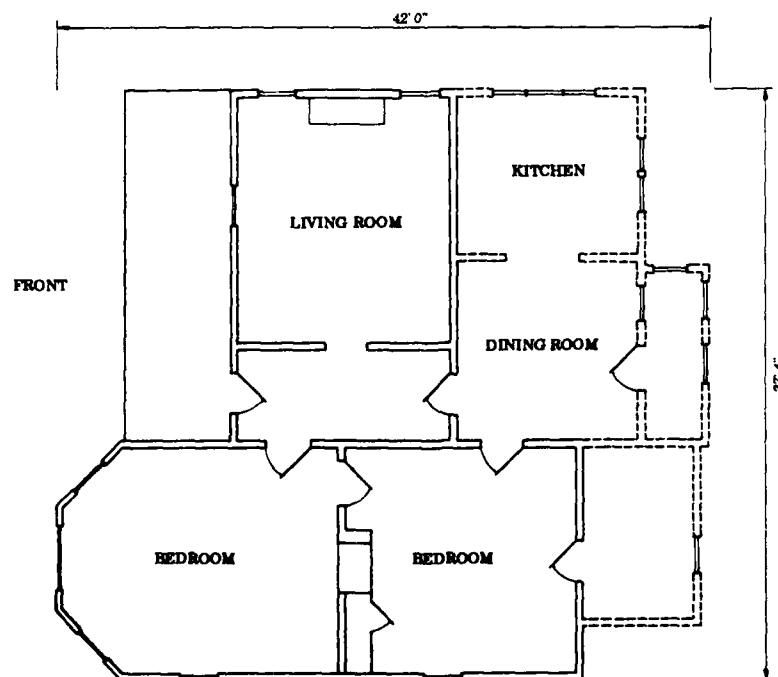 42' 0"
KITCHEN
LIVING ROOM
FRONT
DINING ROOM
BEDROOM
BEDROOM